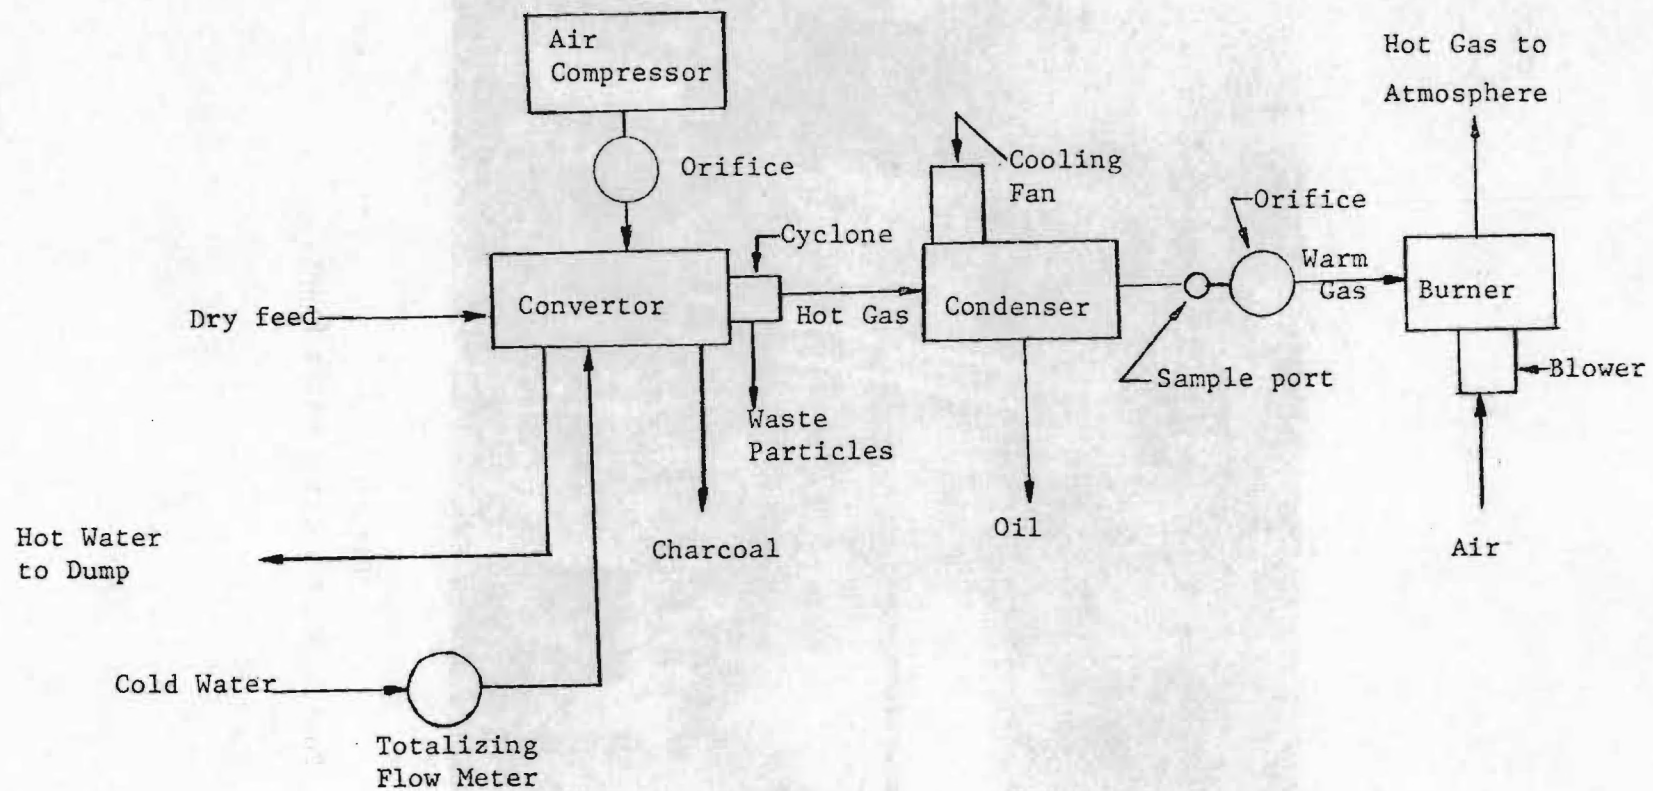 Air
Compressor
Hot Gas to
Atmosphere
Orifice
Cooling
Fan
Orifice
Cyclone
Warm
Gas
Dry feed
Convertor
Hot Gas
Condenser
Burner
Sample port
Blower
Waste
Particles
Hot Water
to Dump
Charcoal
Oil
Air
Cold Water
Totalizing
Flow Meter